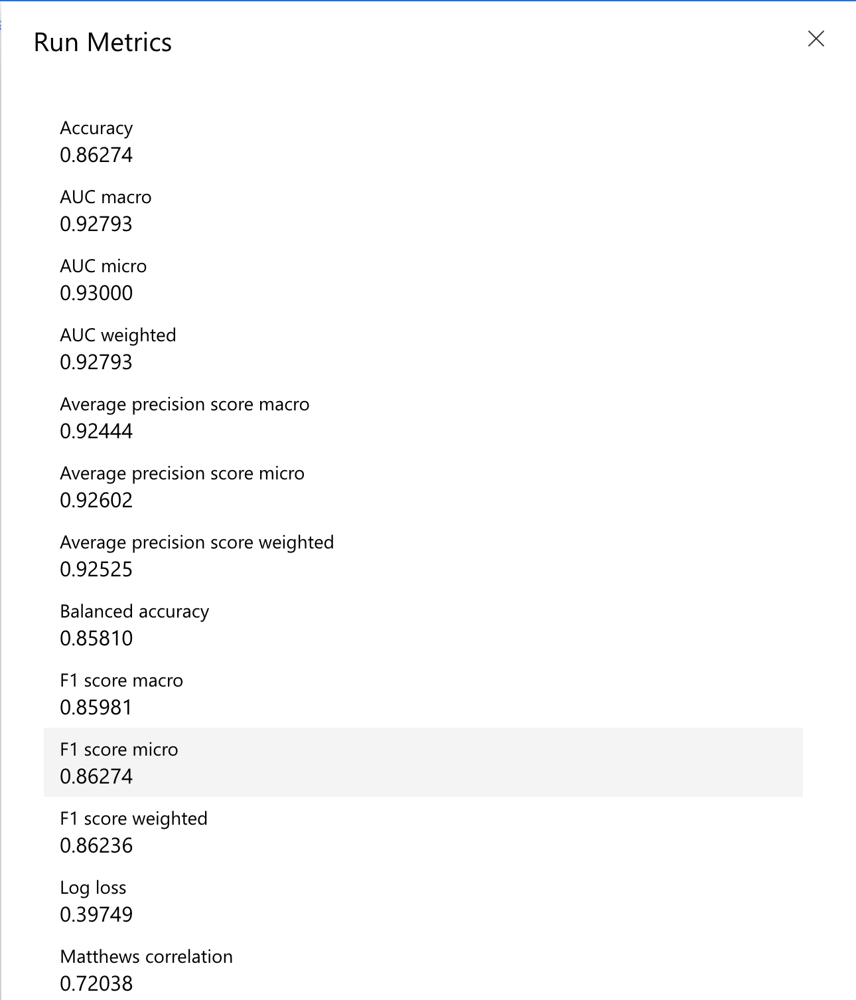 Run Metrics
Accuracy
0.86274
AUC macro
0.92793
AUC micro
0.93000
AUC weighted
0.92793
Average precision score macro
0.92444
Average precision score micro
0.92602
Average precision score weighted
0.92525
Balanced accuracy
0.85810
F1 score macro
0.85981
F1 score micro
0.86274
F1 score weighted
0.86236
Log loss
0.39749
Matthews correlation
0.72038